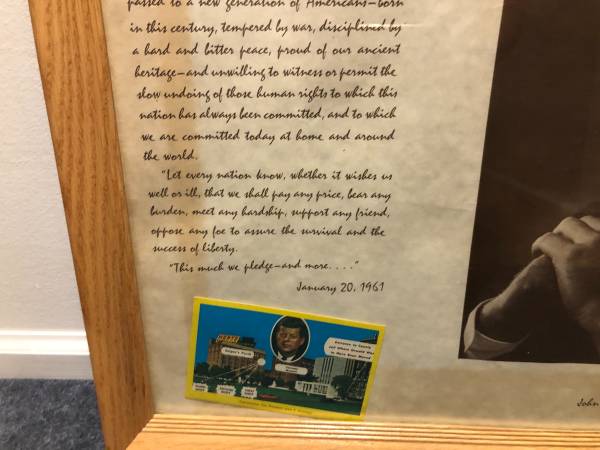 passed to a new generation of Americans—born
in this century, tempered by war, disciplined by
a hard and bitter peace, proud of our ancient
heritage—and unwilling to witness or permit the
slow undoing of those human rights to which this
nation has always been committed, and to which
we are committed today at home and around
the world.
"Let every nation know, whether it wishes us
well or ill, that we shall pay any price, bear any
burden, meet any hardship, support any friend,
oppose any foe to assure the survival and the
success of liberty.
"This much we pledge—and more. . . ."
January 20, 1961
John